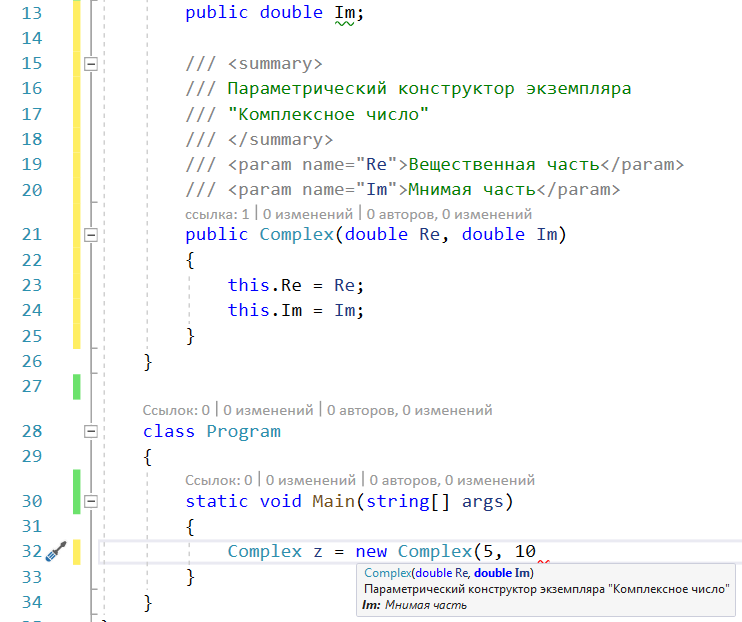 13 public double Im;
14
15 /// <summary>
16 /// Параметрический конструктор экземпляра
17 /// "Комплексное число"
18 /// </summary>
19 /// <param name="Re">Вещественная часть</param>
20 /// <param name="Im">Мнимая часть</param>
ссылка: 1 | 0 изменений | 0 авторов, 0 изменений
21 public Complex(double Re, double Im)
22 {
23 this.Re = Re;
24 this.Im = Im;
25 }
26 }
27
Ссылок: 0 | 0 изменений | 0 авторов, 0 изменений
28 class Program
29 {
Ссылок: 0 | 0 изменений | 0 авторов, 0 изменений
30 static void Main(string[] args)
31 {
32 Complex z = new Complex(5, 10
Complex(double Re, double Im)
33 }
Параметрический конструктор экземпляра "Комплексное число"
34 }
Im: Мнимая часть